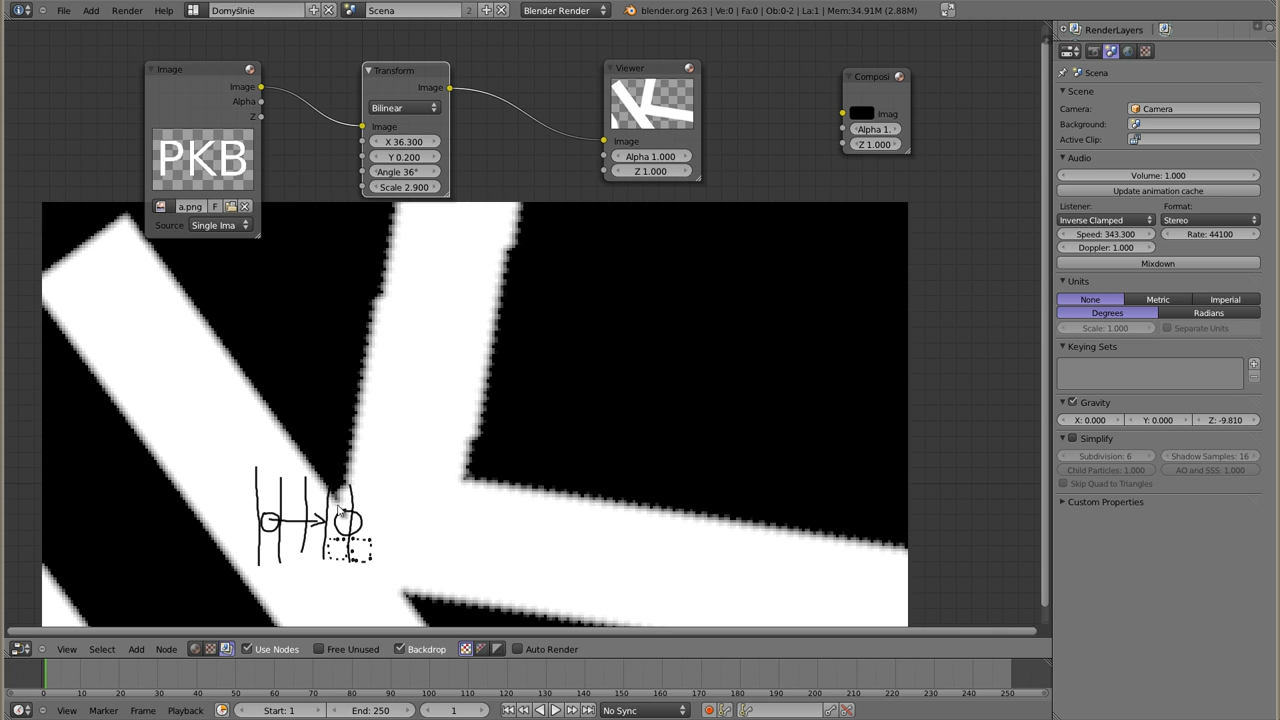 File Add Render Help Domyślnie Scena 2 Blender Render blender.org 263 | Ve:0 | Fa:0 | Ob:0-2 | La:1 | Mem:34.91M (2.88M)
RenderLayers
Scena
Image
Image
Alpha
Z
PKB
a.png F
Source Single Ima
Transform
Image
Bilinear
Image
X 36.300
Y 0.200
Angle 36°
Scale 2.900
Viewer
Image
Alpha 1.000
Z 1.000
Composi
Imag
Alpha 1.
Z 1.000
Scene
Camera: Camera
Background:
Active Clip:
Audio
Volume: 1.000
Update animation cache
Listener: Format:
Inverse Clamped Stereo
Speed: 343.300 Rate: 44100
Doppler: 1.000
Mixdown
Units
None Metric Imperial
Degrees Radians
Scale: 1.000 Separate Units
Keying Sets
Gravity
X: 0.000 Y: 0.000 Z: -9.810
Simplify
Subdivision: 6 Shadow Samples: 16
Child Particles: 1.000 AO and SSS: 1.000
Skip Quad to Triangles
Custom Properties
View Select Add Node Use Nodes Free Unused Backdrop Auto Render
0 10 20 30 40 50 60 70 80 90 100 110 120 130 140 150 160 170 180 190 200 210 220 230 240 250
View Marker Frame Playback Start: 1 End: 250 1 No Sync